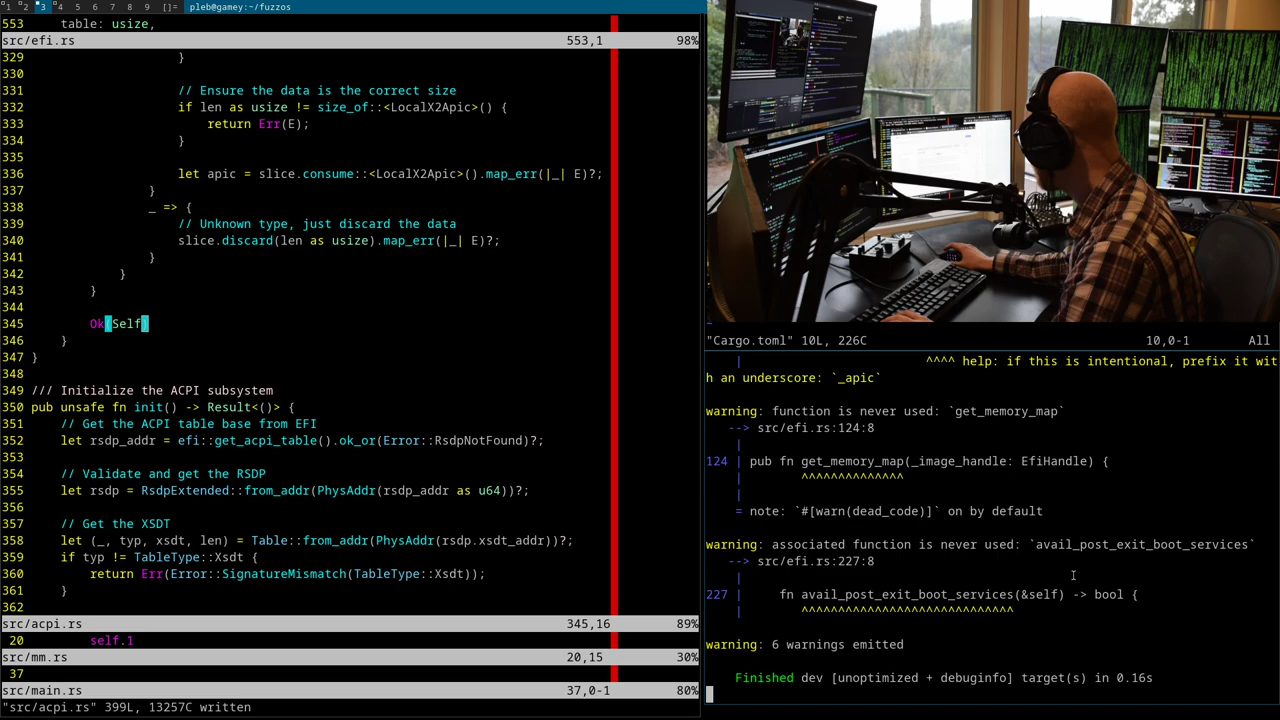 1 2 3 4 5 6 7 8 9 []= pleb@gamey:~/fuzzos
553     table: usize,
src/efi.rs 553,1 98%
329                     }
330
331                     // Ensure the data is the correct size
332                     if len as usize != size_of::<LocalX2Apic>() {
333                         return Err(E);
334                     }
335
336                     let apic = slice.consume::<LocalX2Apic>().map_err(|_| E)?;
337                 }
338                 _ => {
339                     // Unknown type, just discard the data
340                     slice.discard(len as usize).map_err(|_| E)?;
341                 }
342             }
343         }
344
345         Ok(Self)
346     }
347 }
348
349 /// Initialize the ACPI subsystem
350 pub unsafe fn init() -> Result<()> {
351     // Get the ACPI table base from EFI
352     let rsdp_addr = efi::get_acpi_table().ok_or(Error::RsdpNotFound)?;
353
354     // Validate and get the RSDP
355     let rsdp = RsdpExtended::from_addr(PhysAddr(rsdp_addr as u64))?;
356
357     // Get the XSDT
358     let (_, typ, xsdt, len) = Table::from_addr(PhysAddr(rsdp.xsdt_addr))?;
359     if typ != TableType::Xsdt {
360         return Err(Error::SignatureMismatch(TableType::Xsdt));
361     }
362
src/acpi.rs 345,16 89%
20         self.1
src/mm.rs 20,15 30%
37
src/main.rs 37,0-1 80%
"src/acpi.rs" 399L, 13257C written
~
"Cargo.toml" 10L, 226C 10,0-1 All
| ^^^^ help: if this is intentional, prefix it wit
h an underscore: `_apic`
warning: function is never used: `get_memory_map`
--> src/efi.rs:124:8
|
124 | pub fn get_memory_map(_image_handle: EfiHandle) {
|        ^^^^^^^^^^^^^^
|
= note: `#[warn(dead_code)]` on by default
warning: associated function is never used: `avail_post_exit_boot_services`
--> src/efi.rs:227:8
|
227 |     fn avail_post_exit_boot_services(&self) -> bool {
|        ^^^^^^^^^^^^^^^^^^^^^^^^^^^^^
warning: 6 warnings emitted
Finished dev [unoptimized + debuginfo] target(s) in 0.16s